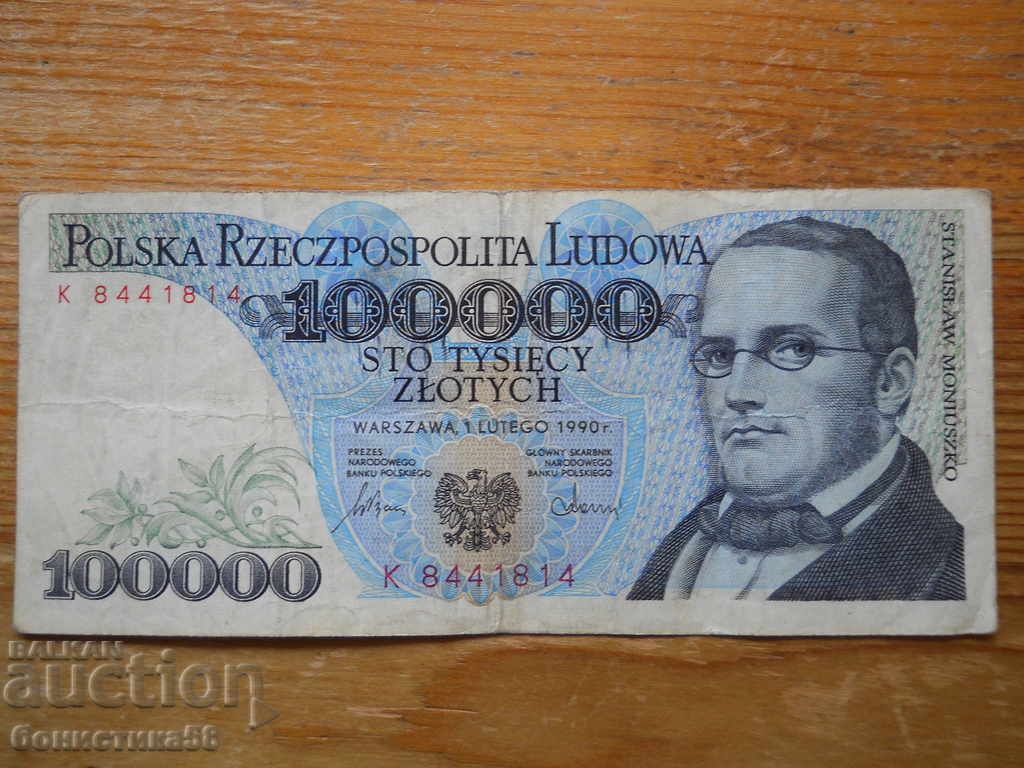 POLSKA RZECZPOSPOLITA LUDOWA
K 8441814
100000
STO TYSIĘCY
ZŁOTYCH
WARSZAWA, 1 LUTEGO 1990 r.
PREZES
NARODOWEGO
BANKU POLSKIEGO
GŁÓWNY SKARBNIK
NARODOWEGO
BANKU POLSKIEGO
K 8441814
100000
STANISŁAW MONIUSZKO
BALKAN
auction
бонистика58